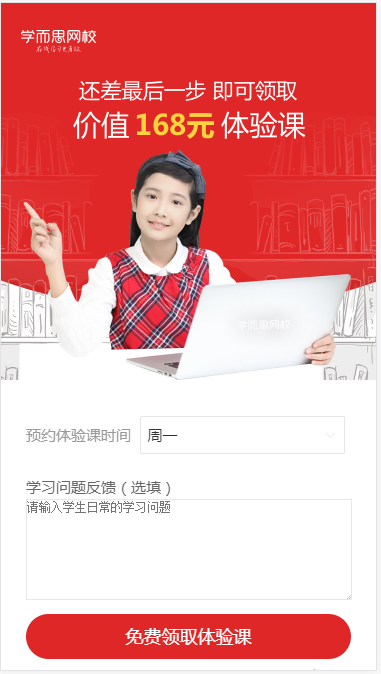 学而思网校
在线学习更有效
还差最后一步 即可领取
价值 168元 体验课
学而思网校
预约体验课时间 周一
学习问题反馈（选填）
请输入学生日常的学习问题
免费领取体验课